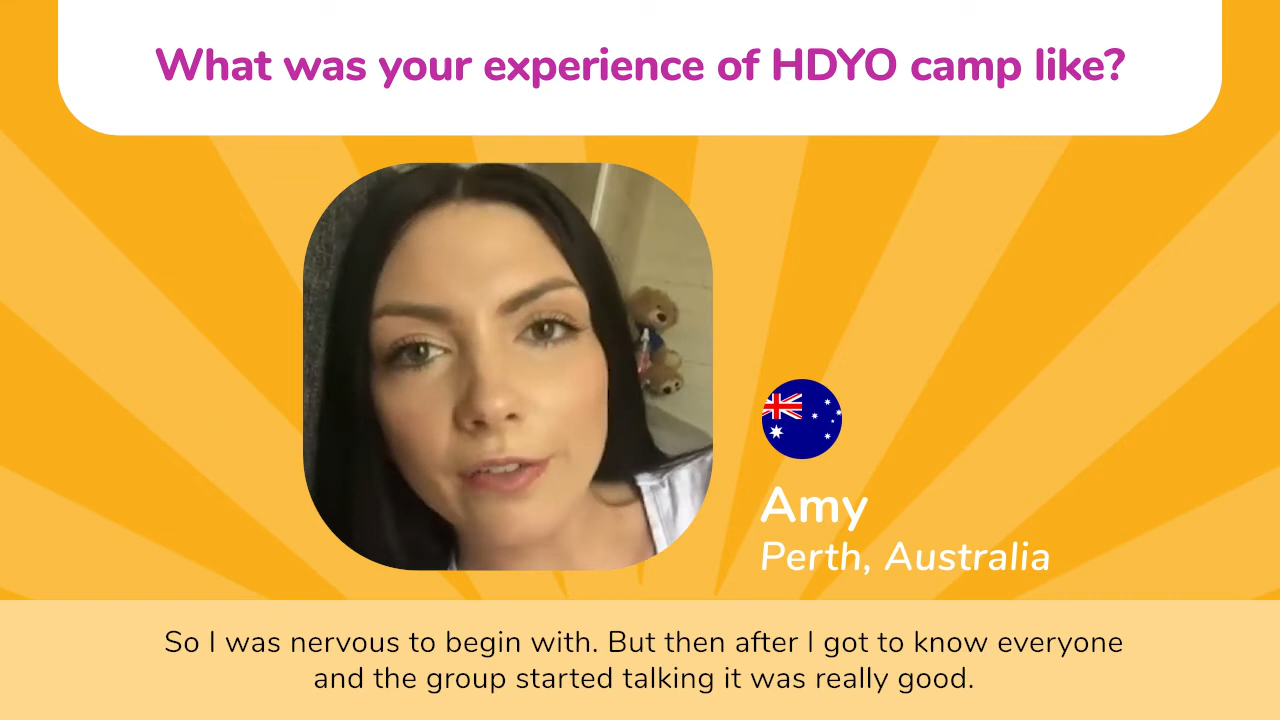 What was your experience of HDYO camp like?
Amy
Perth, Australia
So I was nervous to begin with. But then after I got to know everyone
and the group started talking it was really good.